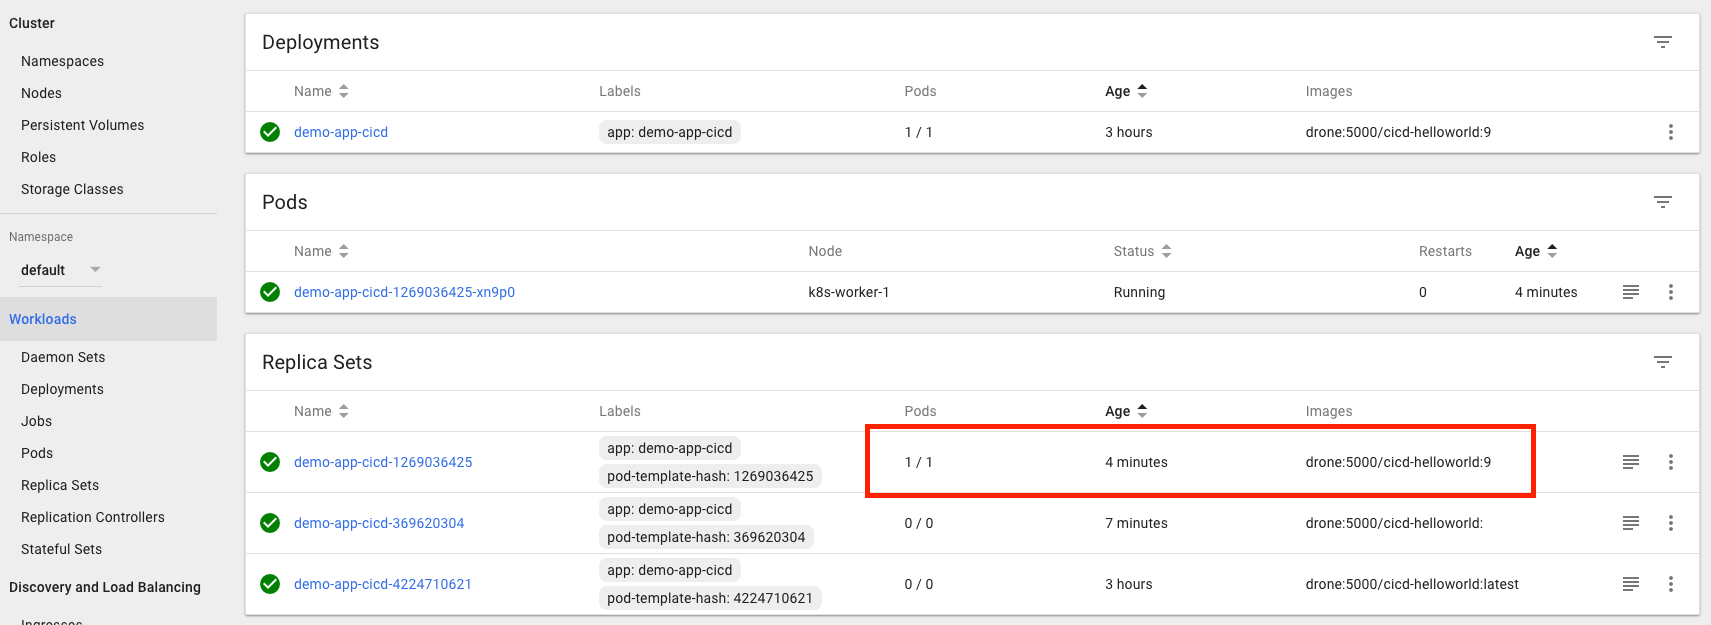 Cluster
Namespaces
Nodes
Persistent Volumes
Roles
Storage Classes
Namespace
default
Workloads
Daemon Sets
Deployments
Jobs
Pods
Replica Sets
Replication Controllers
Stateful Sets
Discovery and Load Balancing
Ingresses
Deployments
Name Labels Pods Age Images
demo-app-cicd app: demo-app-cicd 1 / 1 3 hours drone:5000/cicd-helloworld:9
Pods
Name Node Status Restarts Age
demo-app-cicd-1269036425-xn9p0 k8s-worker-1 Running 0 4 minutes
Replica Sets
Name Labels Pods Age Images
app: demo-app-cicd
demo-app-cicd-1269036425 1 / 1 4 minutes drone:5000/cicd-helloworld:9
pod-template-hash: 1269036425
app: demo-app-cicd
demo-app-cicd-369620304 0 / 0 7 minutes drone:5000/cicd-helloworld:
pod-template-hash: 369620304
app: demo-app-cicd
demo-app-cicd-4224710621 0 / 0 3 hours drone:5000/cicd-helloworld:latest
pod-template-hash: 4224710621